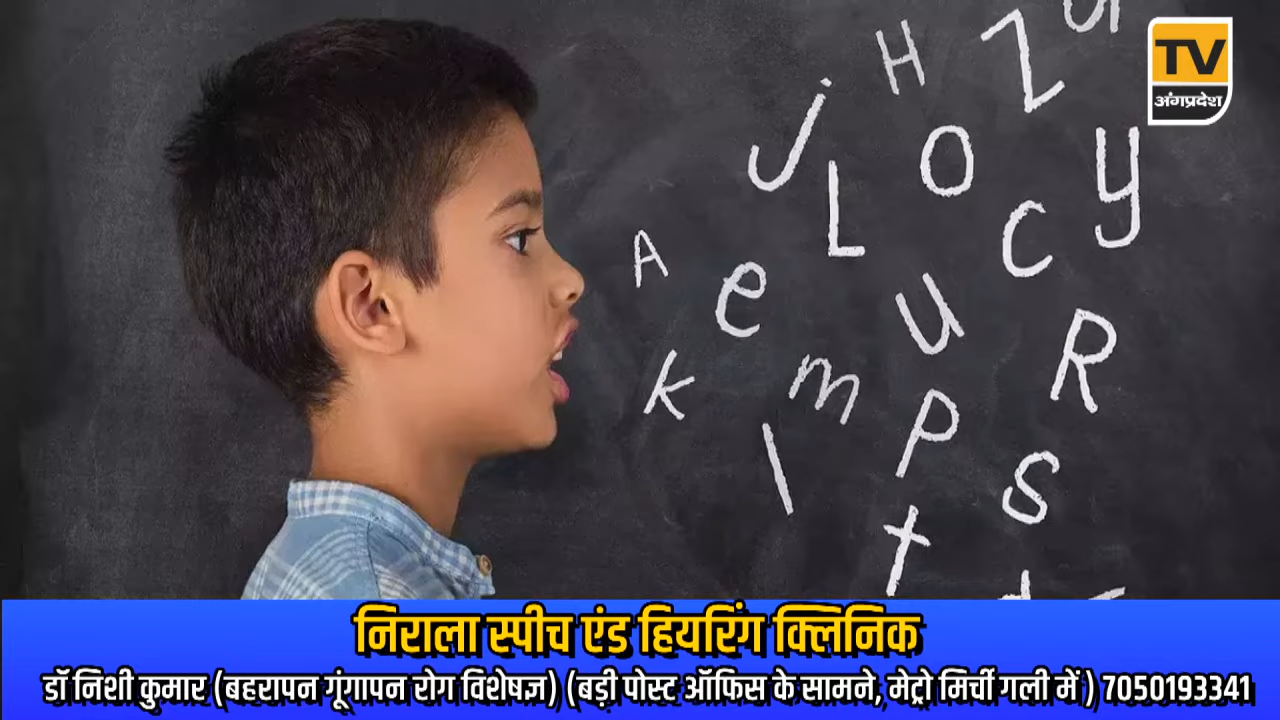 H
Z
TV
अंगप्रदेश
J
O
y
L
C
A
e
u
R
K
m
P
l
S
t
निराला स्पीच एंड हियरिंग क्लिनिक
डॉ निशी कुमार (बहरापन गूंगापन रोग विशेषज्ञ) (बड़ी पोस्ट ऑफिस के सामने, मेट्रो मिर्ची गली में ) 7050193341